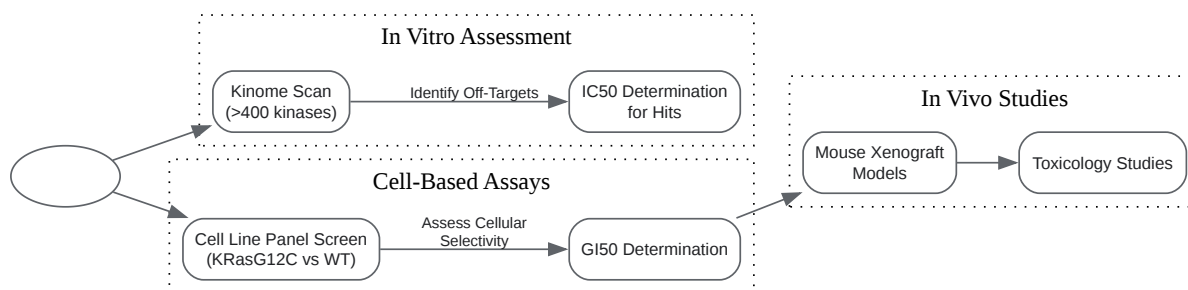 In Vitro Assessment
Kinome Scan
(>400 kinases)
Identify Off-Targets
IC50 Determination
for Hits
Cell-Based Assays
Cell Line Panel Screen
(KRasG12C vs WT)
Assess Cellular
Selectivity
GI50 Determination
In Vivo Studies
Mouse Xenograft
Models
Toxicology Studies